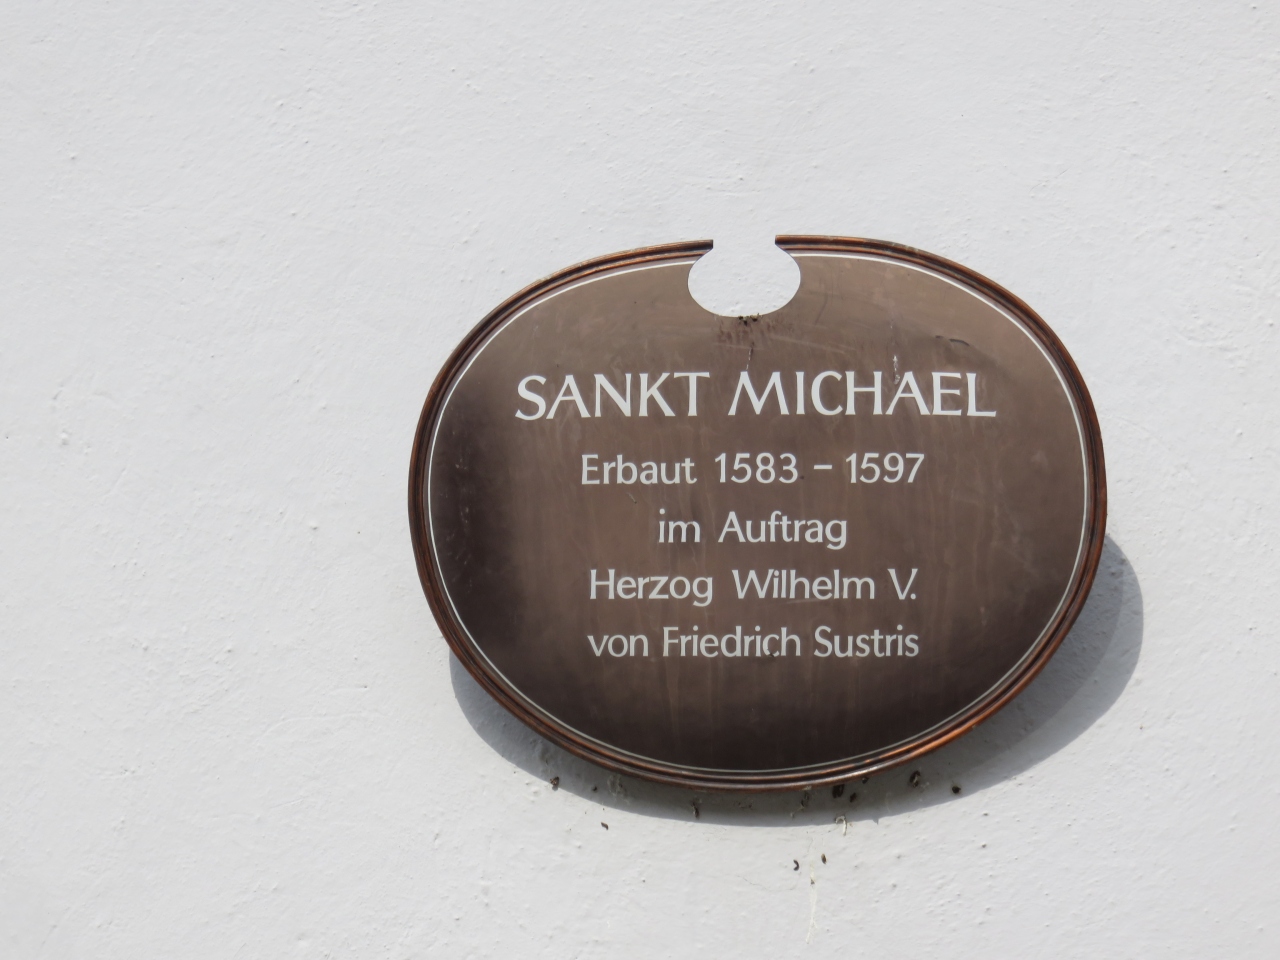 SANKT MICHAEL
Erbaut 1583 – 1597
im Auftrag
Herzog Wilhelm V.
von Friedrich Sustris